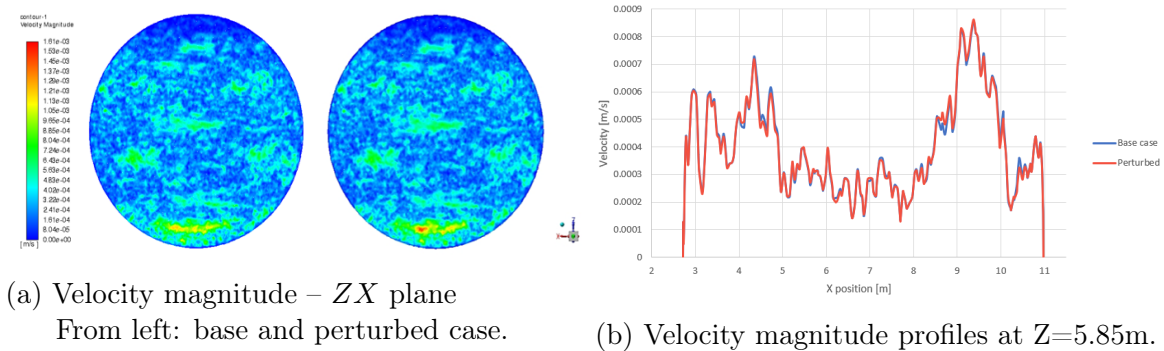 contour-1
Velocity Magnitude
1.61e-03
1.53e-03
1.45e-03
1.37e-03
1.29e-03
1.21e-03
1.13e-03
1.05e-03
9.65e-04
8.85e-04
8.04e-04
7.24e-04
6.43e-04
5.63e-04
4.83e-04
4.02e-04
3.22e-04
2.41e-04
1.61e-04
8.04e-05
0.00e+00
[ m/s ]
Z
X
(a) Velocity magnitude – ZX plane
From left: base and perturbed case.
0.0009
0.0008
0.0007
0.0006
0.0005
0.0004
0.0003
0.0002
0.0001
0
Velocity [m/s]
2 3 4 5 6 7 8 9 10 11
X position [m]
Base case
Perturbed
(b) Velocity magnitude profiles at Z=5.85m.